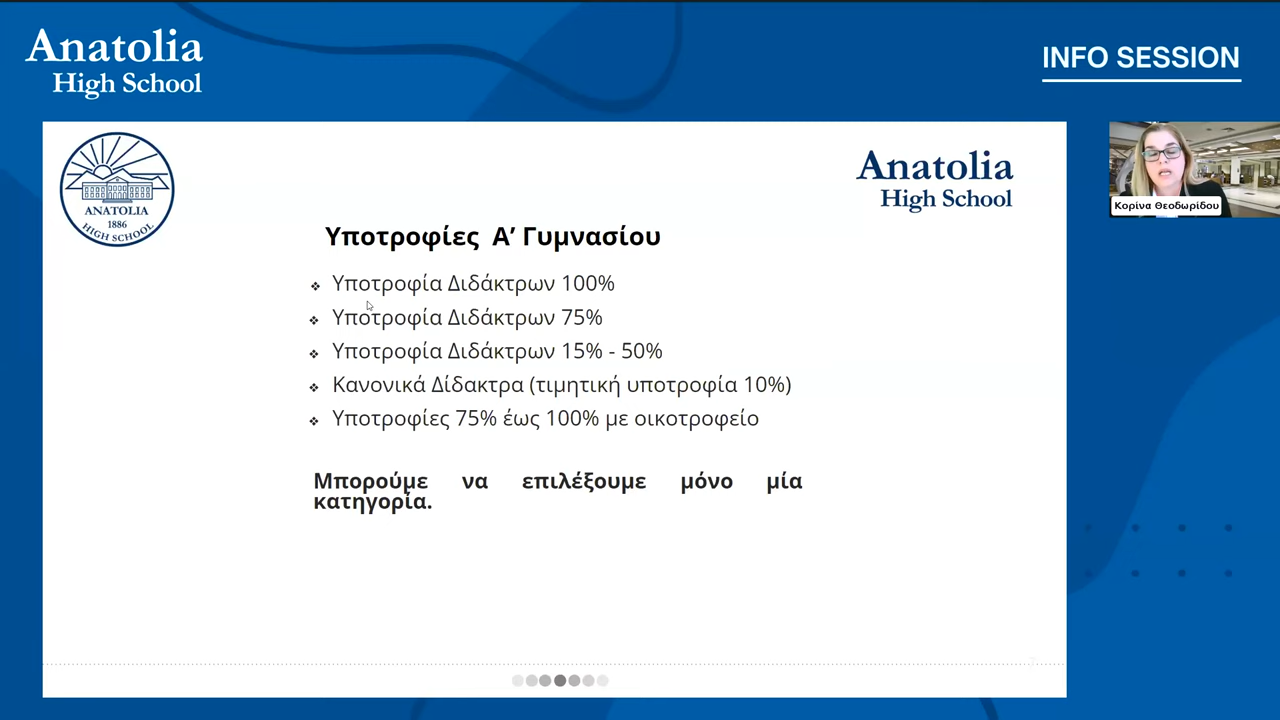 Anatolia
High School
INFO SESSION
ANATOLIA
1886
HIGH SCHOOL
Anatolia
High School
Υποτροφίες Α’ Γυμνασίου
❖ Υποτροφία Διδάκτρων 100%
❖ Υποτροφία Διδάκτρων 75%
❖ Υποτροφία Διδάκτρων 15% - 50%
❖ Κανονικά Δίδακτρα (τιμητική υποτροφία 10%)
❖ Υποτροφίες 75% έως 100% με οικοτροφείο
Μπορούμε να επιλέξουμε μόνο μία
κατηγορία.
Κορίνα Θεοδωρίδου